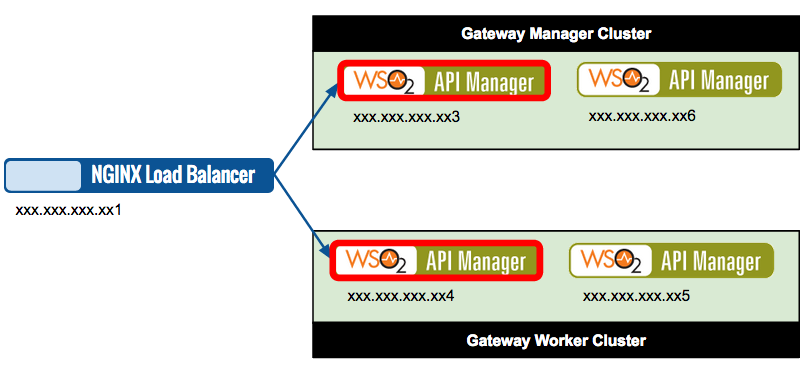 Gateway Manager Cluster
WSO2 API Manager
WSO2 API Manager
xxx.xxx.xxx.xx3
xxx.xxx.xxx.xx6
NGINX Load Balancer
xxx.xxx.xxx.xx1
WSO2 API Manager
WSO2 API Manager
xxx.xxx.xxx.xx4
xxx.xxx.xxx.xx5
Gateway Worker Cluster